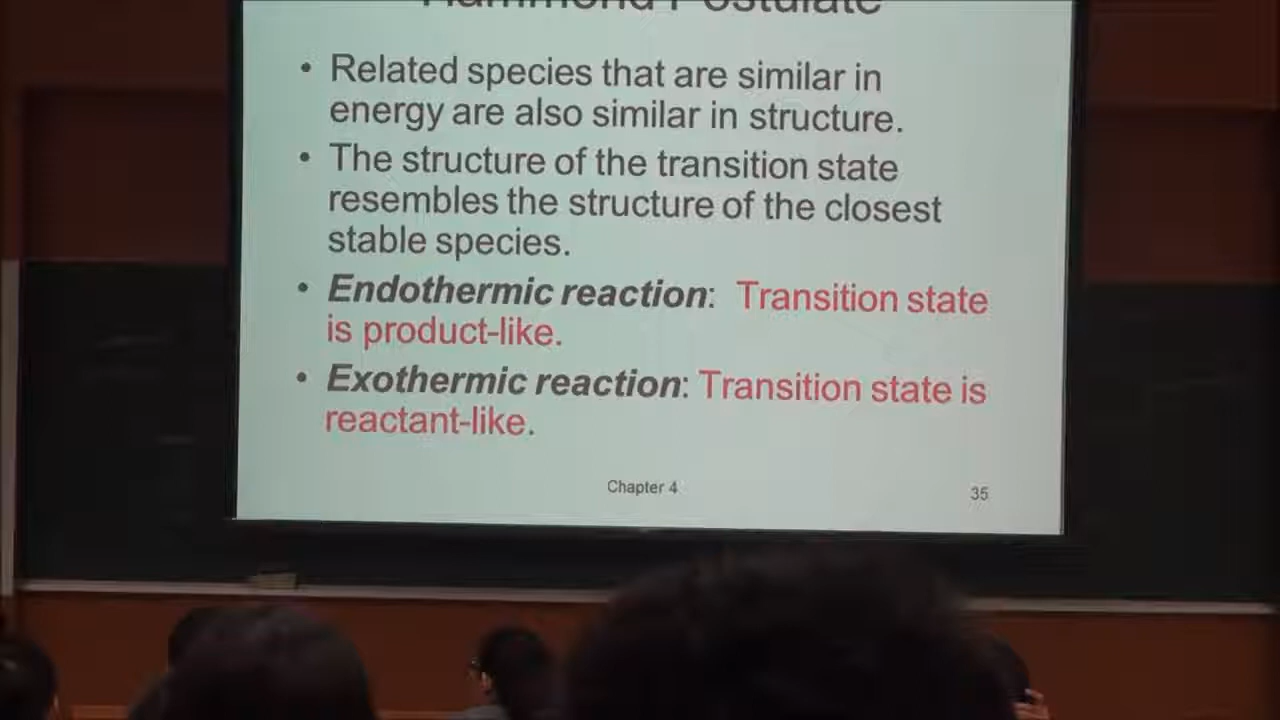 Hammond Postulate
• Related species that are similar in
energy are also similar in structure.
• The structure of the transition state
resembles the structure of the closest
stable species.
• Endothermic reaction: Transition state
is product-like.
• Exothermic reaction: Transition state is
reactant-like.
Chapter 4
35